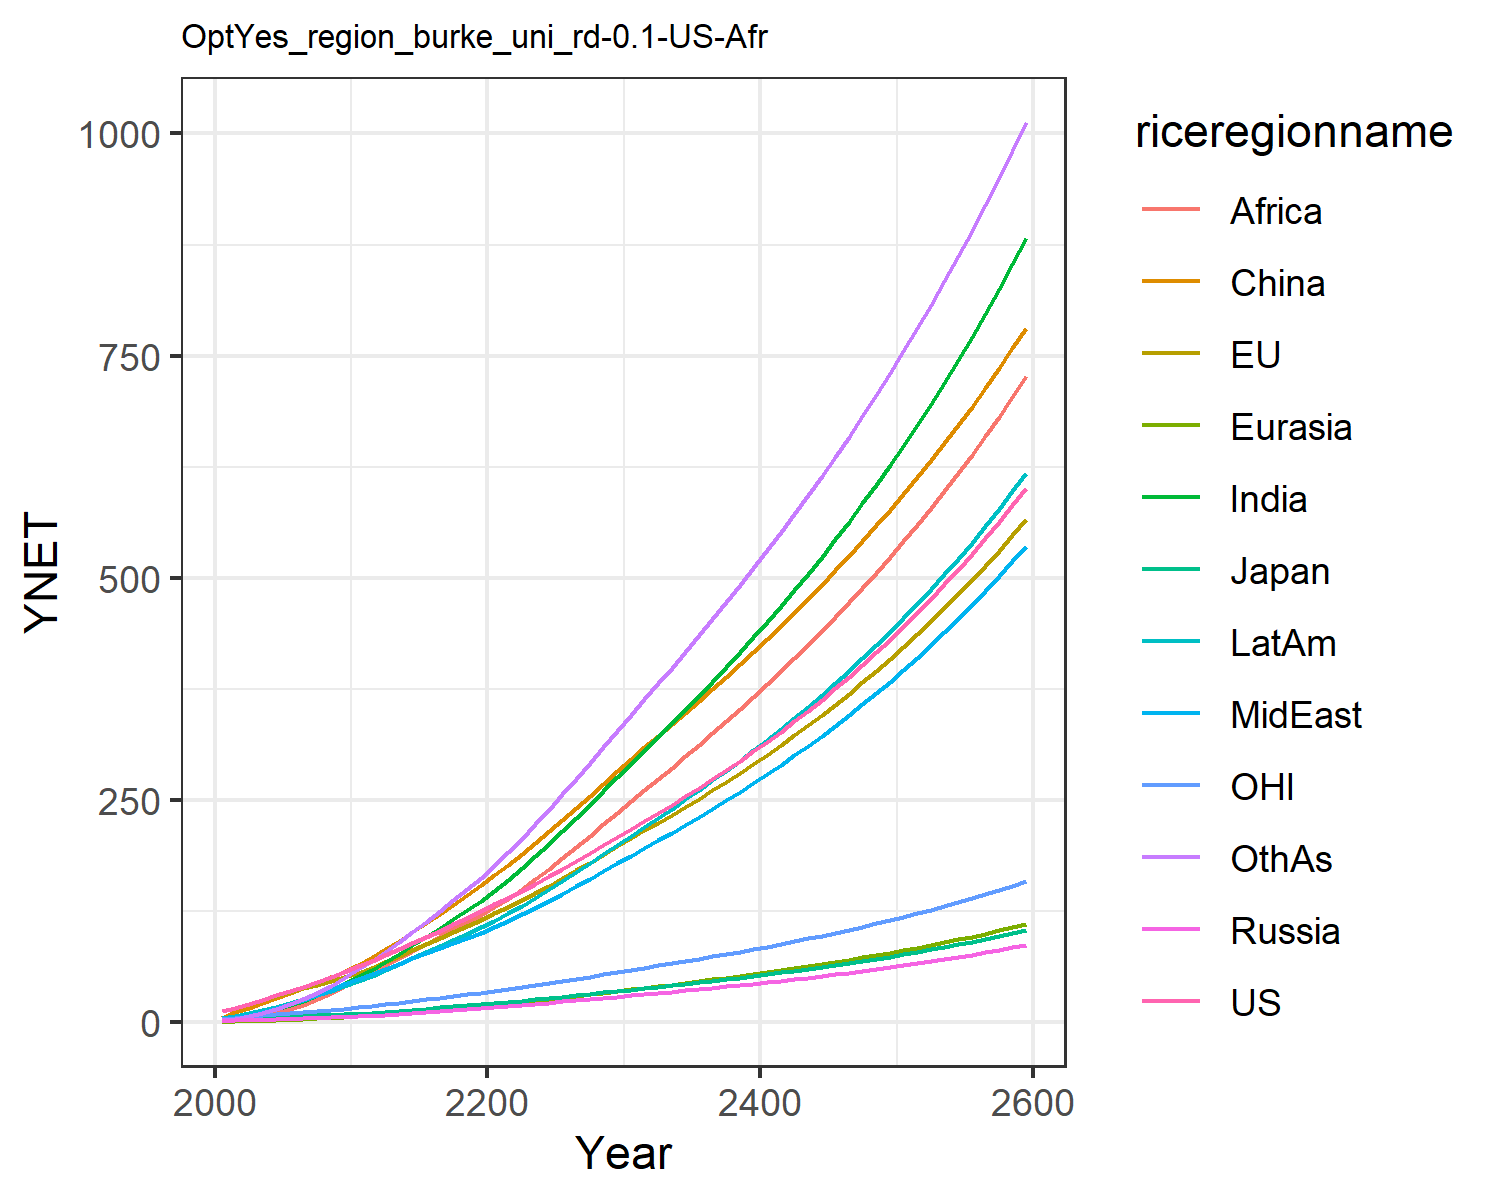 OptYes_region_burke_uni_rd-0.1-US-Afr
1000
750
500
250
0
YNET
2000 2200 2400 2600
Year
riceregionname
Africa
China
EU
Eurasia
India
Japan
LatAm
MidEast
OHI
OthAs
Russia
US